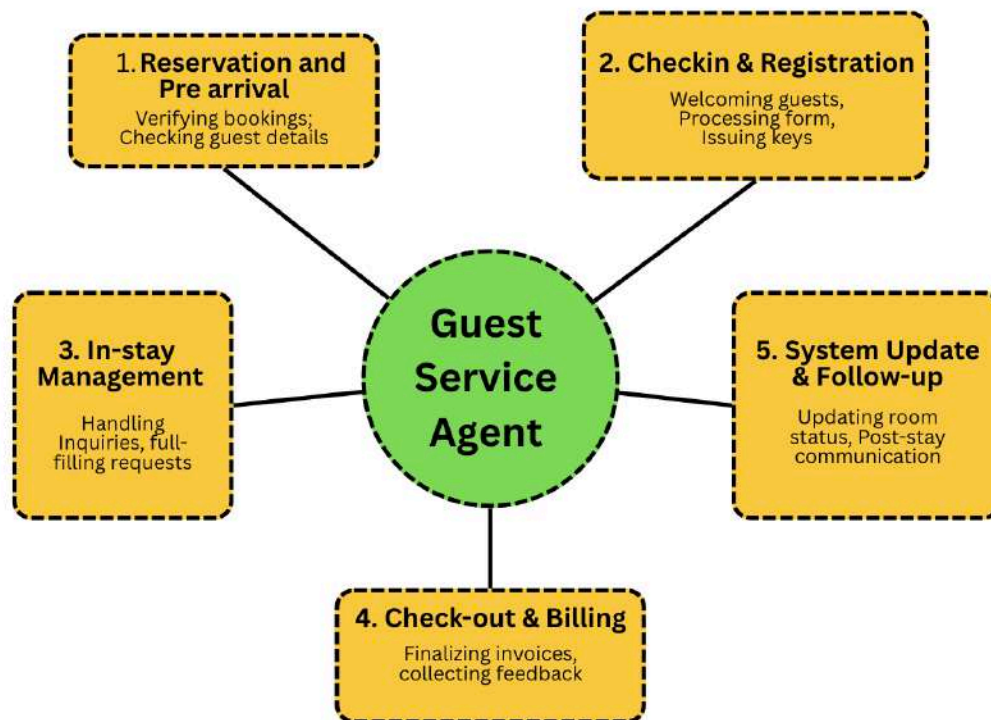 1. Reservation and
Pre arrival
Verifying bookings;
Checking guest details
2. Checkin & Registration
Welcoming guests,
Processing form,
Issuing keys
Guest
Service
Agent
3. In-stay
Management
Handling
Inquiries, full-
filling requests
5. System Update
& Follow-up
Updating room
status, Post-stay
communication
4. Check-out & Billing
Finalizing invoices,
collecting feedback